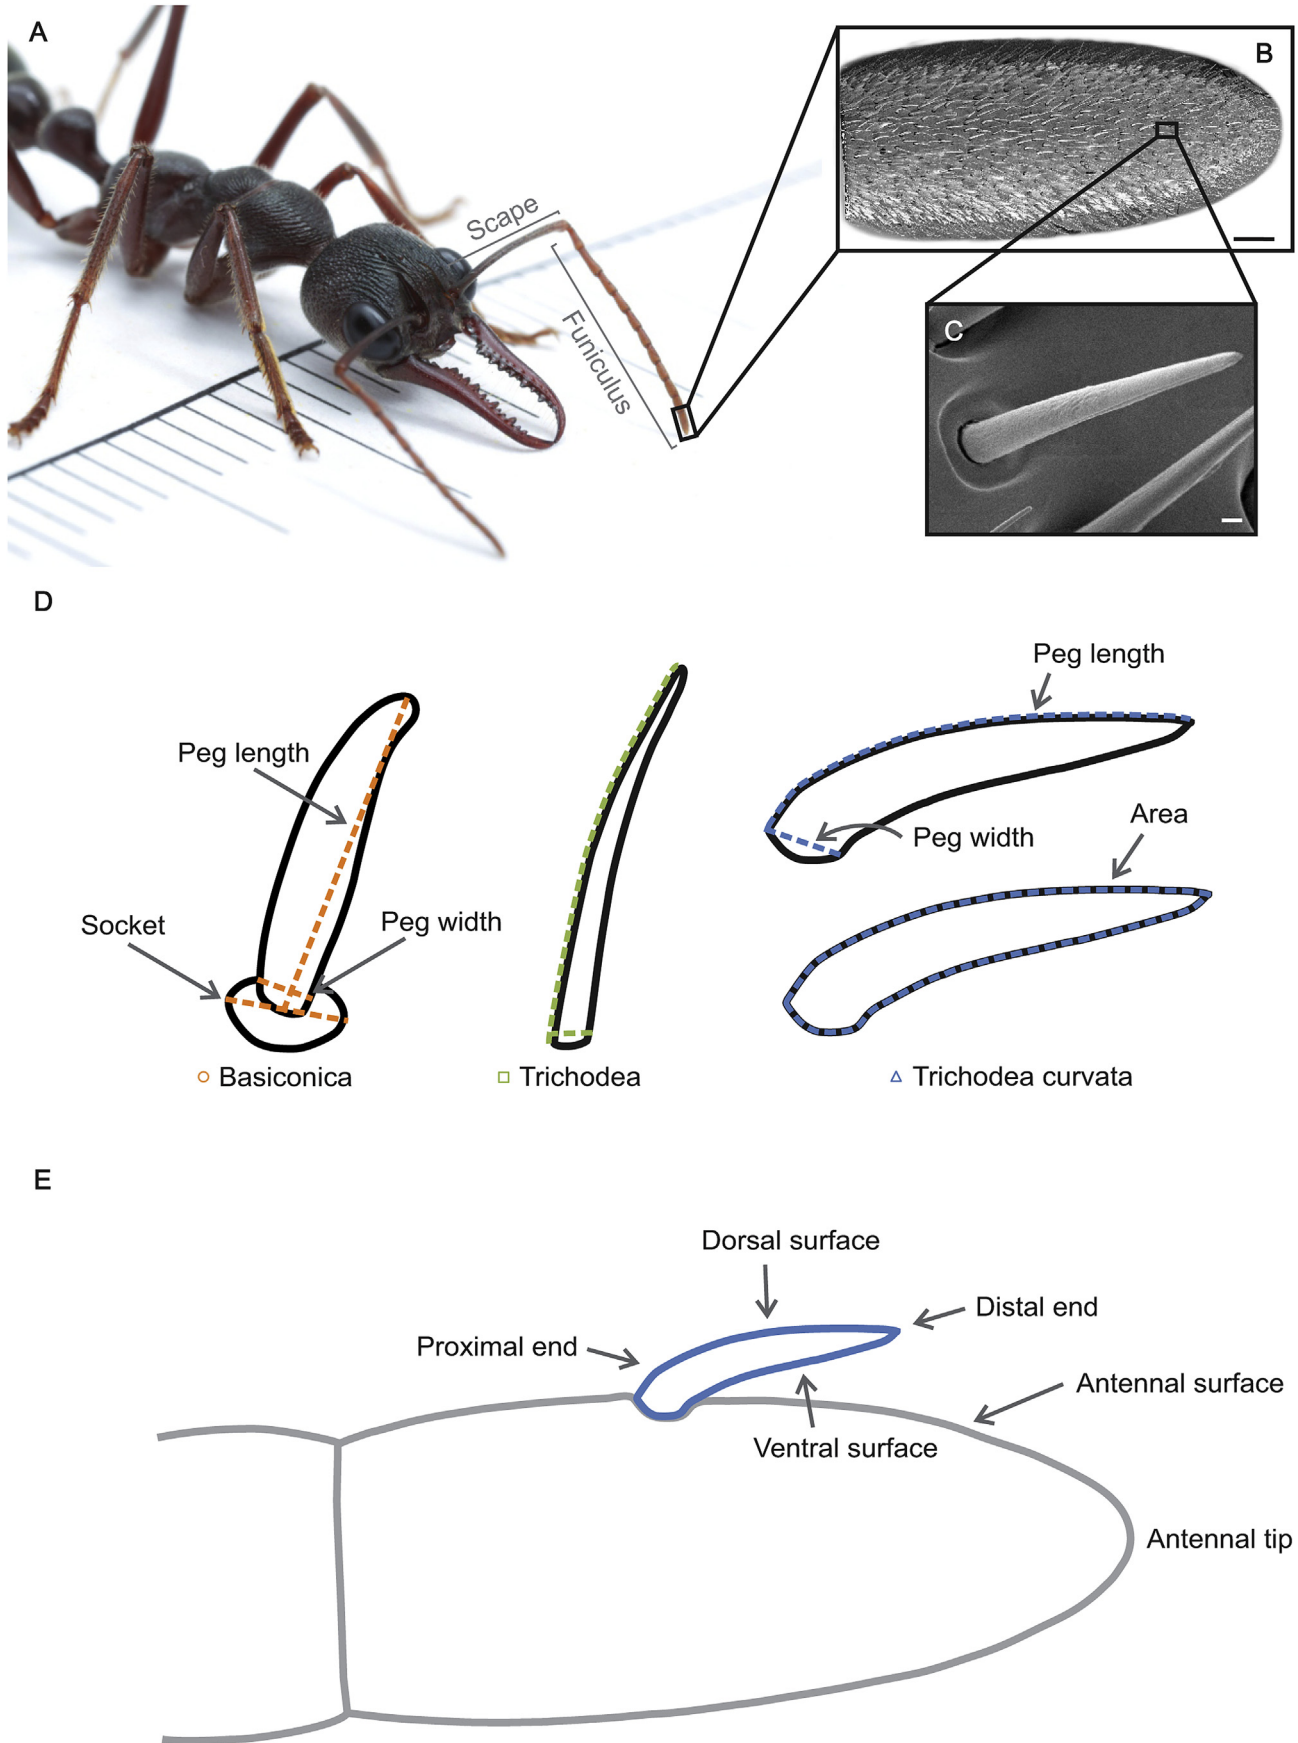 A
B
Scape
Funiculus
C
D
Peg length
Peg length
Area
Peg width
Socket
Peg width
Basiconica
Trichodea
Trichodea curvata
E
Dorsal surface
Distal end
Proximal end
Antennal surface
Ventral surface
Antennal tip